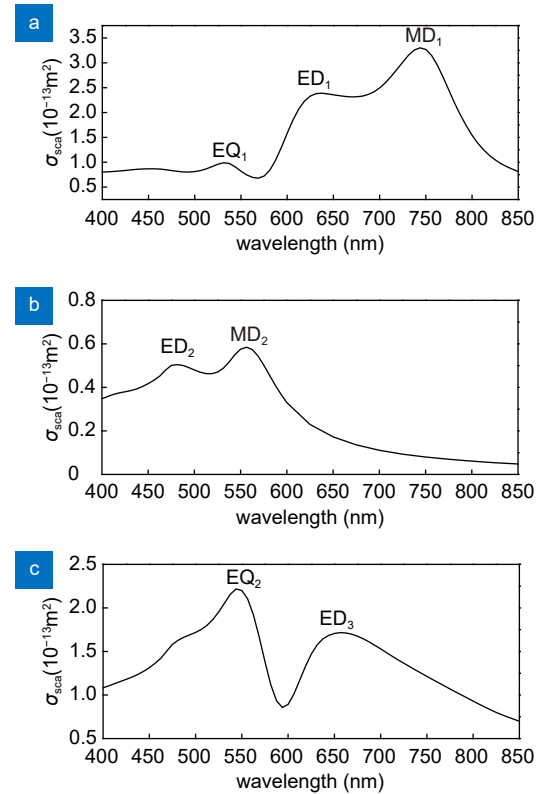 a
σsca(10⁻¹³m²)
3.5
3.0
2.5
2.0
1.5
1.0
0.5
EQ₁
ED₁
MD₁
400 450 500 550 600 650 700 750 800 850
wavelength (nm)
b
σsca(10⁻¹³m²)
0.8
0.6
0.4
0.2
0
ED₂
MD₂
400 450 500 550 600 650 700 750 800 850
wavelength (nm)
c
σsca(10⁻¹³m²)
2.5
2.0
1.5
1.0
0.5
EQ₂
ED₃
400 450 500 550 600 650 700 750 800 850
wavelength (nm)